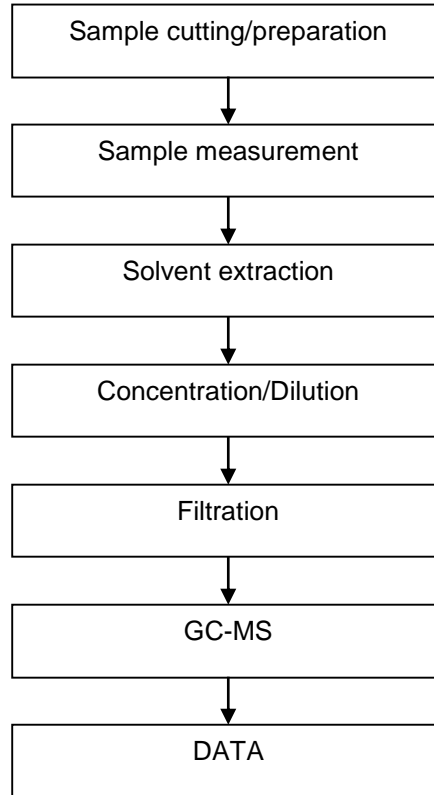 Sample cutting/preparation
Sample measurement
Solvent extraction
Concentration/Dilution
Filtration
GC-MS
DATA